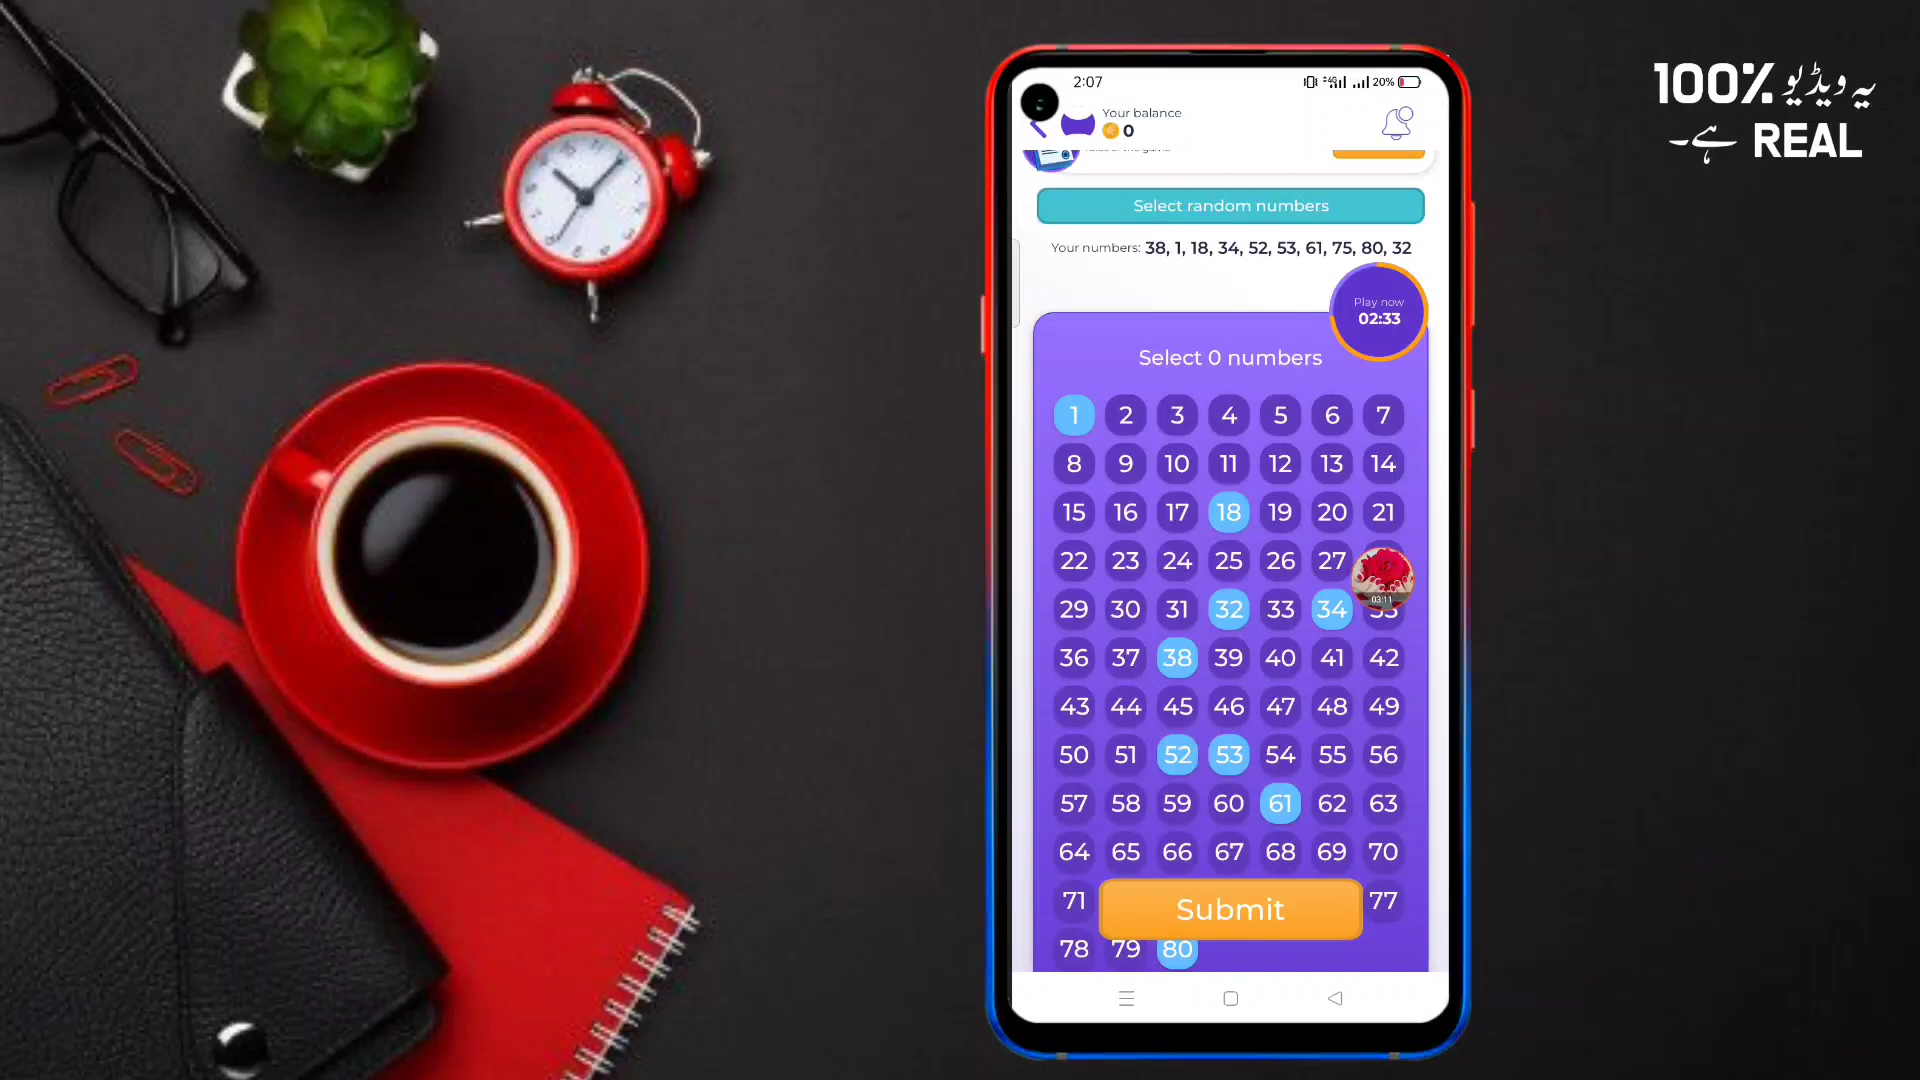 یہ ویڈیو 100%
REAL ہے۔
2:07
20%
Your balance
0
Select random numbers
Your numbers: 38, 1, 18, 34, 52, 53, 61, 75, 80, 32
Play now
02:33
Select 0 numbers
1 2 3 4 5 6 7
8 9 10 11 12 13 14
15 16 17 18 19 20 21
22 23 24 25 26 27
03:11
29 30 31 32 33 34
36 37 38 39 40 41 42
43 44 45 46 47 48 49
50 51 52 53 54 55 56
57 58 59 60 61 62 63
64 65 66 67 68 69 70
71 77
Submit
78 79 80